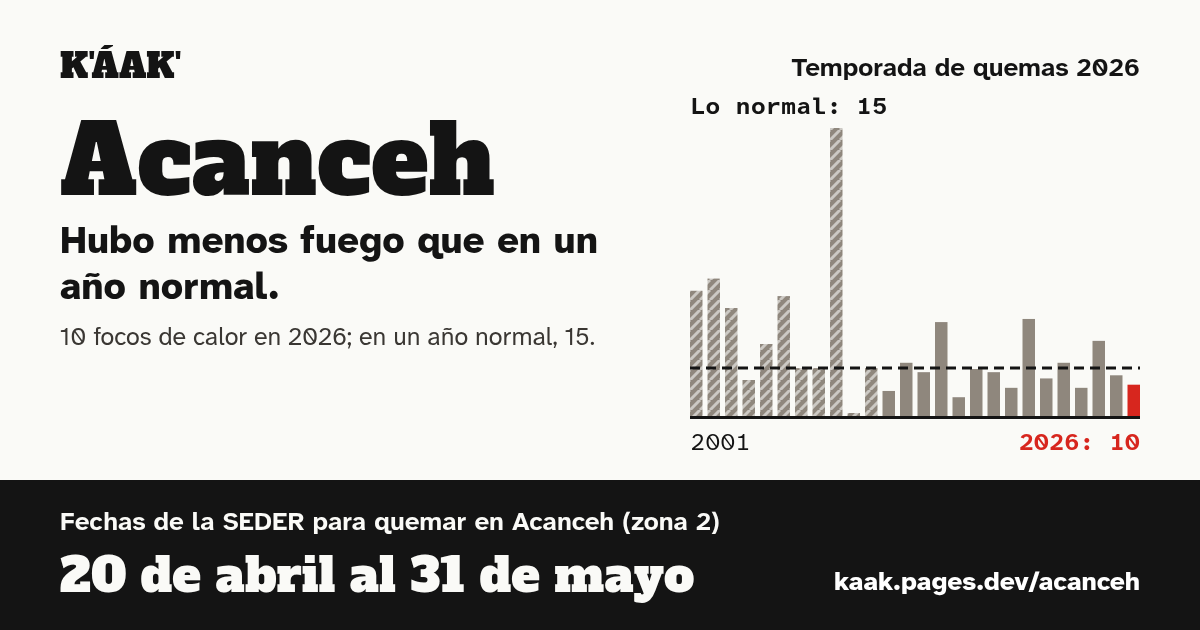 K'ÁAK'
Acanceh
Hubo menos fuego que en un
año normal.
10 focos de calor en 2026; en un año normal, 15.
Temporada de quemas 2026
Lo normal: 15
2001
2026: 10
Fechas de la SEDER para quemar en Acanceh (zona 2)
20 de abril al 31 de mayo
kaak.pages.dev/acanceh